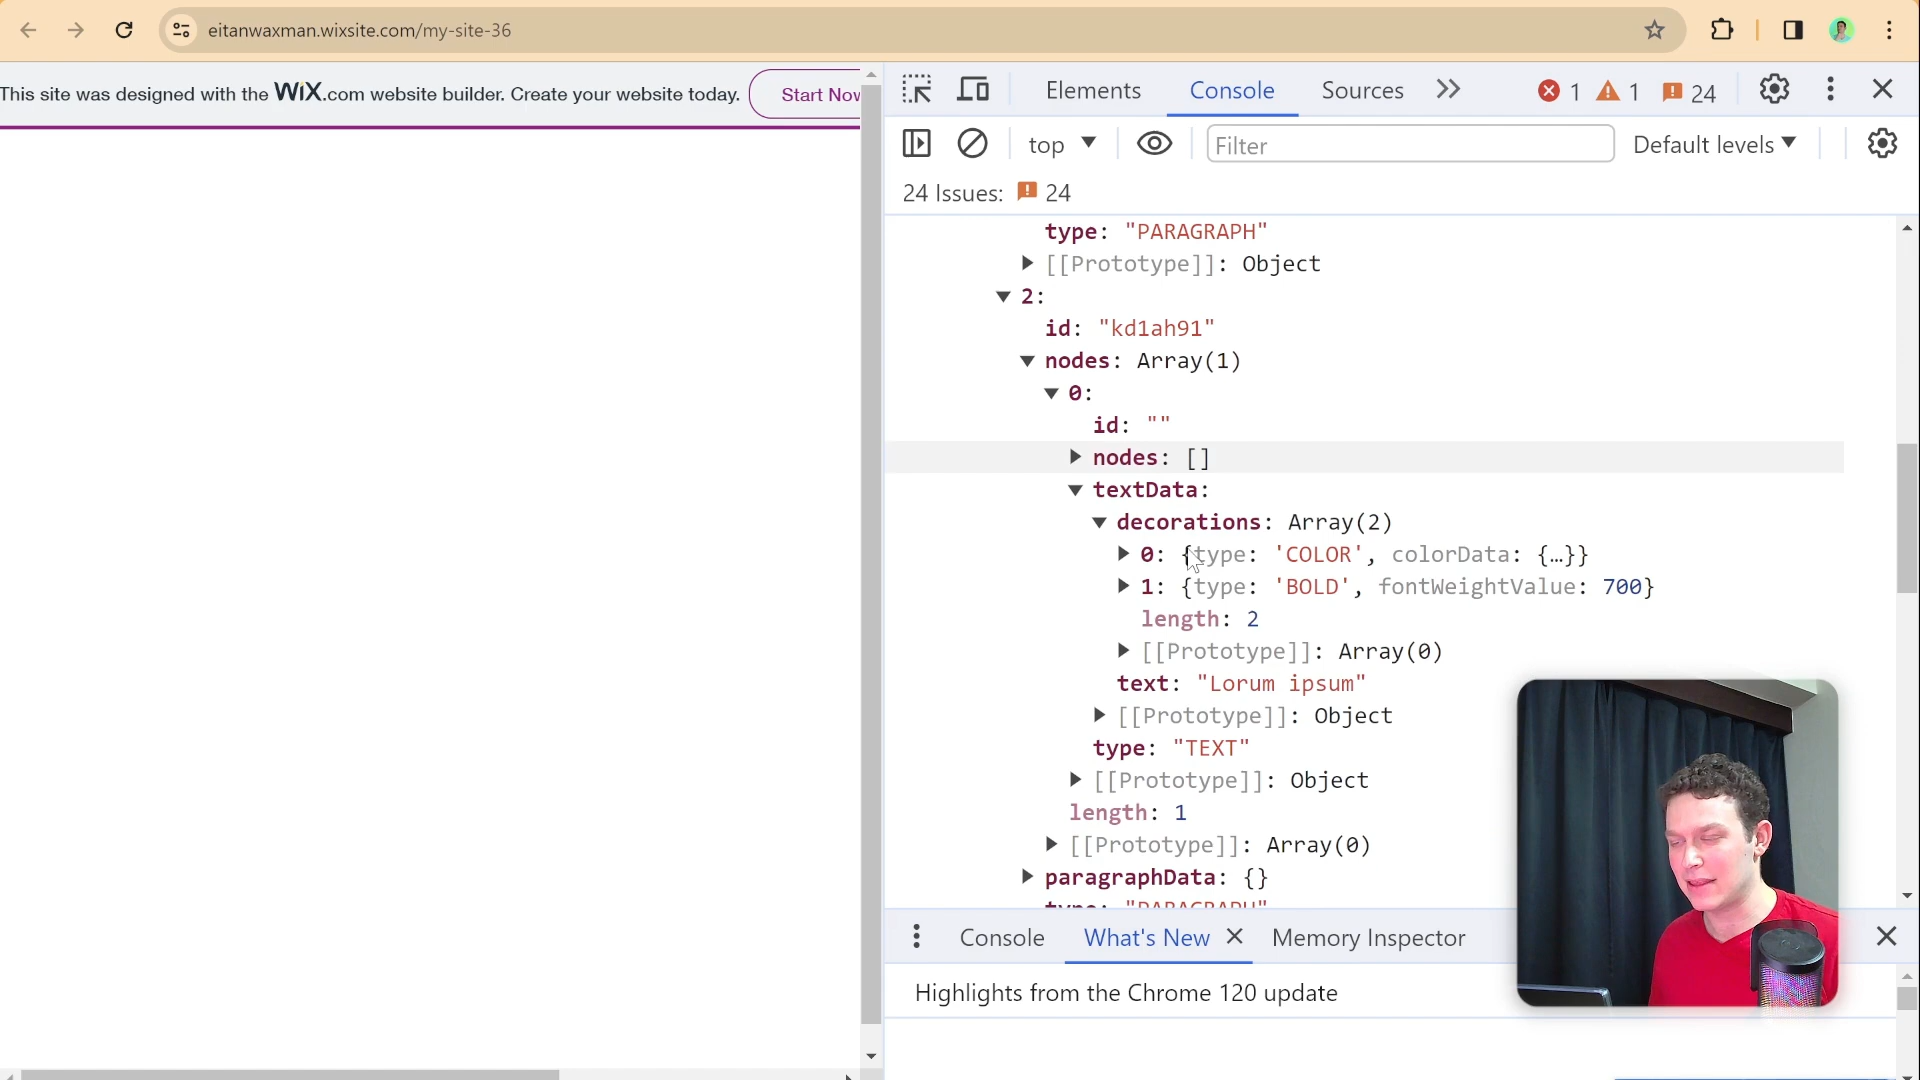 eitanwaxman.wixsite.com/my-site-36
This site was designed with the WiX.com website builder. Create your website today.
Start Now
Elements Console Sources 1 1 24
top Filter Default levels
24 Issues: 24
type: "PARAGRAPH"
[[Prototype]]: Object
2:
id: "kd1ah91"
nodes: Array(1)
0:
id: ""
nodes: []
textData:
decorations: Array(2)
0: {type: 'COLOR', colorData: {…}}
1: {type: 'BOLD', fontWeightValue: 700}
length: 2
[[Prototype]]: Array(0)
text: "Lorum ipsum"
[[Prototype]]: Object
type: "TEXT"
[[Prototype]]: Object
length: 1
[[Prototype]]: Array(0)
paragraphData: {}
type: "PARAGRAPH"
Console What's New Memory Inspector
Highlights from the Chrome 120 update